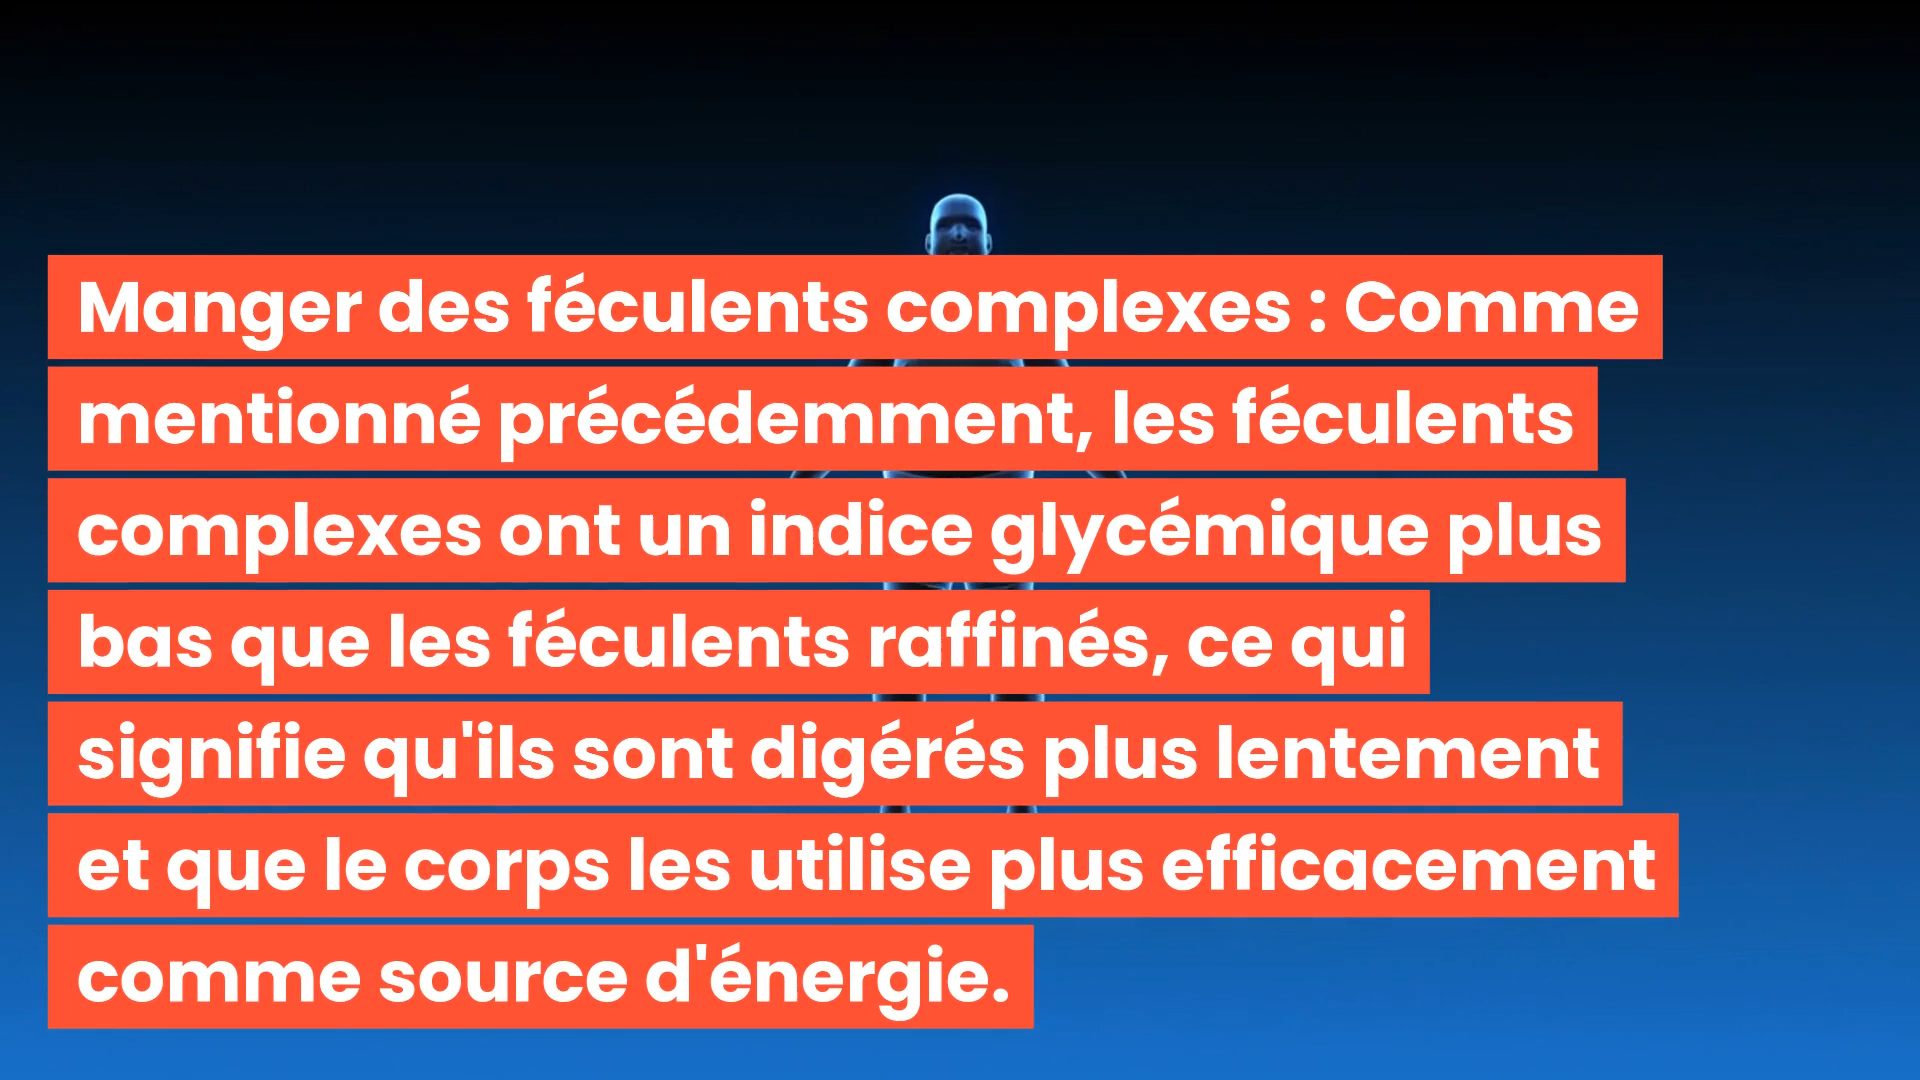 Manger des féculents complexes : Comme
mentionné précédemment, les féculents
complexes ont un indice glycémique plus
bas que les féculents raffinés, ce qui
signifie qu'ils sont digérés plus lentement
et que le corps les utilise plus efficacement
comme source d'énergie.